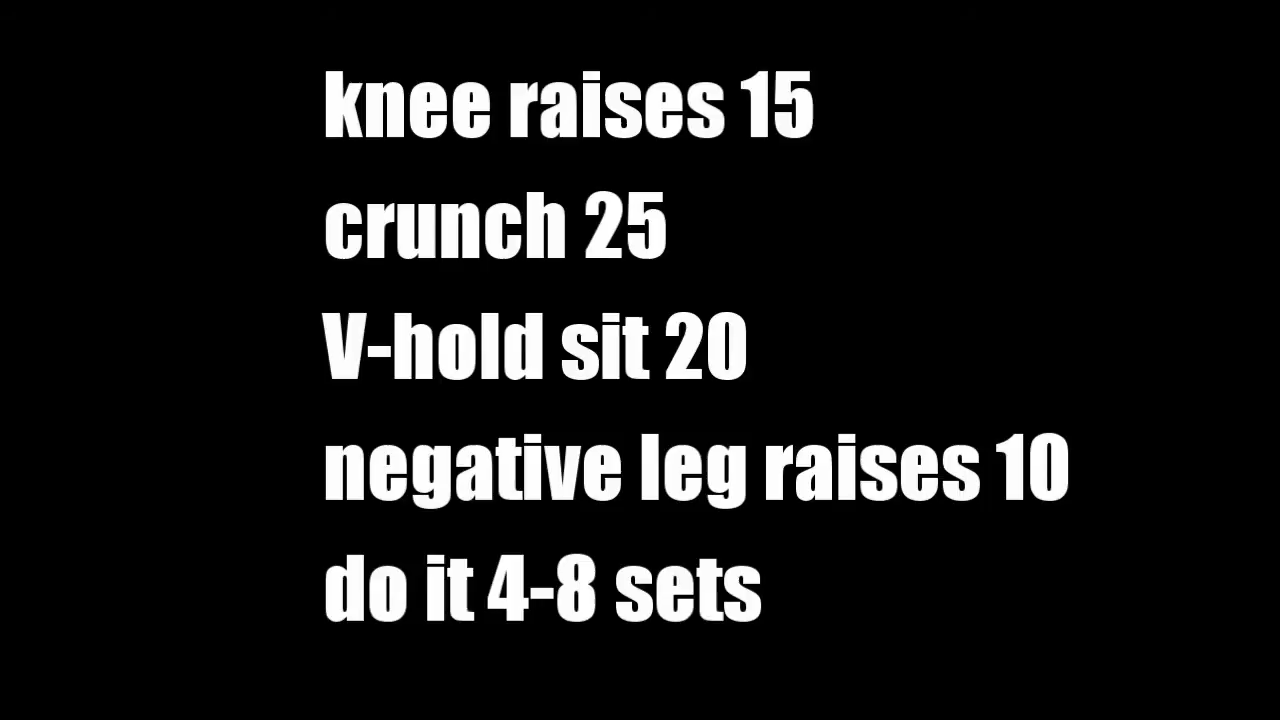 knee raises 15
crunch 25
V-hold sit 20
negative leg raises 10
do it 4-8 sets